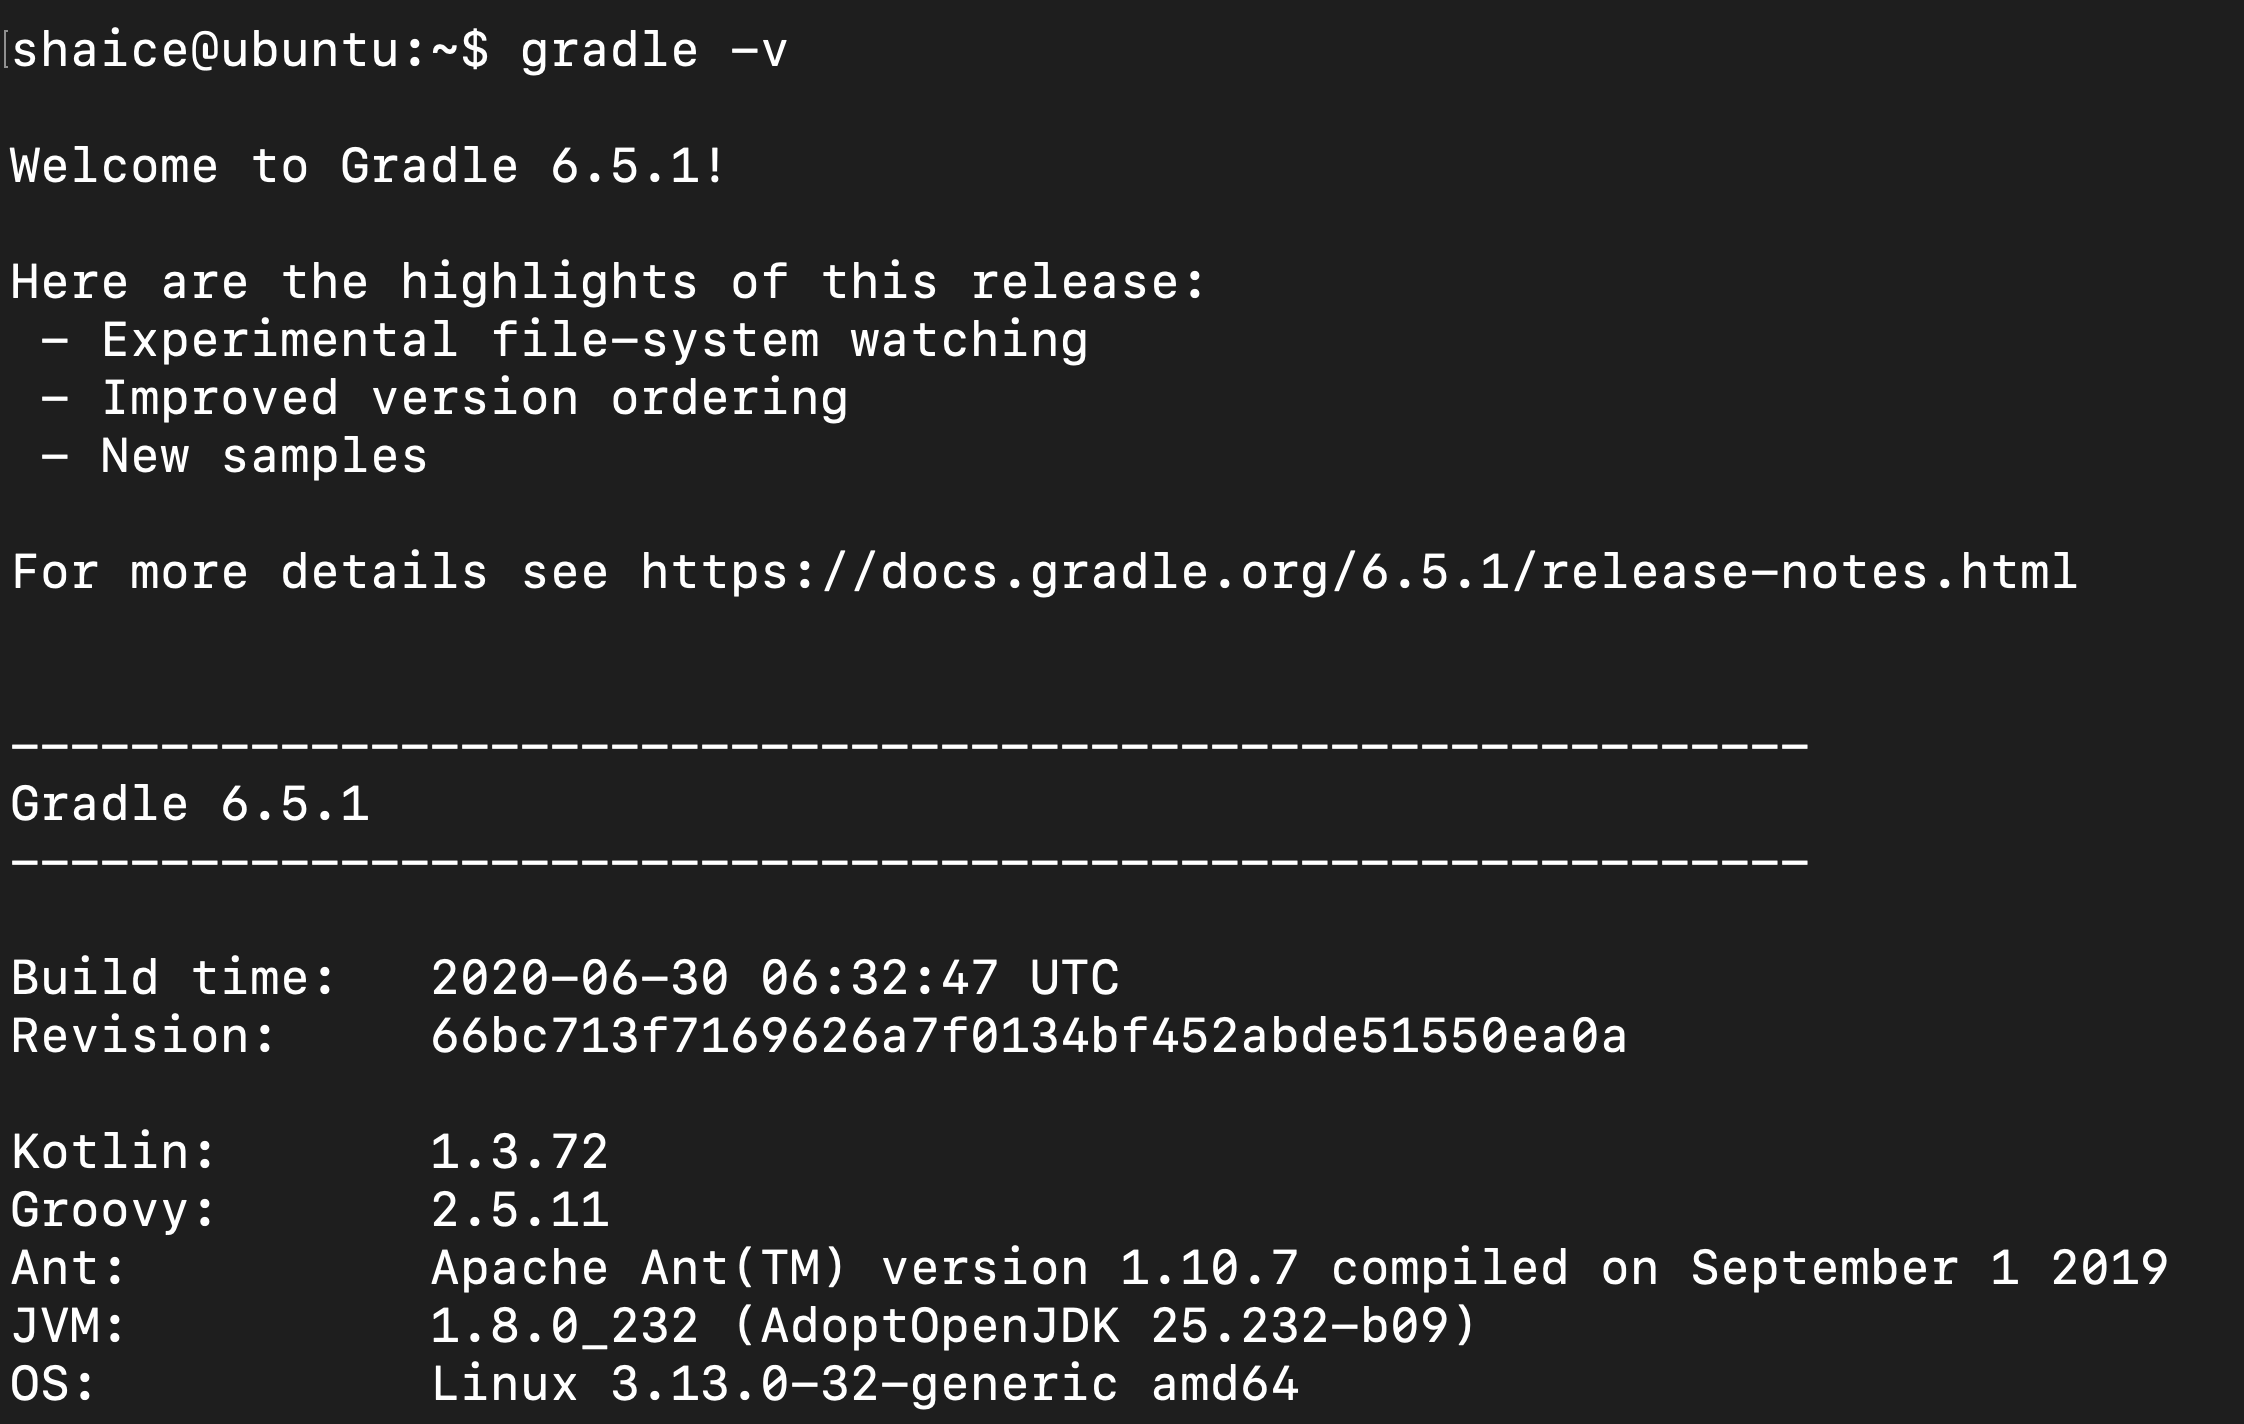 shaice@ubuntu:~$ gradle -v
Welcome to Gradle 6.5.1!
Here are the highlights of this release:
- Experimental file-system watching
- Improved version ordering
- New samples
For more details see https://docs.gradle.org/6.5.1/release-notes.html
------------------------------------------------------------
Gradle 6.5.1
------------------------------------------------------------
Build time:   2020-06-30 06:32:47 UTC
Revision:     66bc713f7169626a7f0134bf452abde51550ea0a
Kotlin:       1.3.72
Groovy:       2.5.11
Ant:          Apache Ant(TM) version 1.10.7 compiled on September 1 2019
JVM:          1.8.0_232 (AdoptOpenJDK 25.232-b09)
OS:           Linux 3.13.0-32-generic amd64